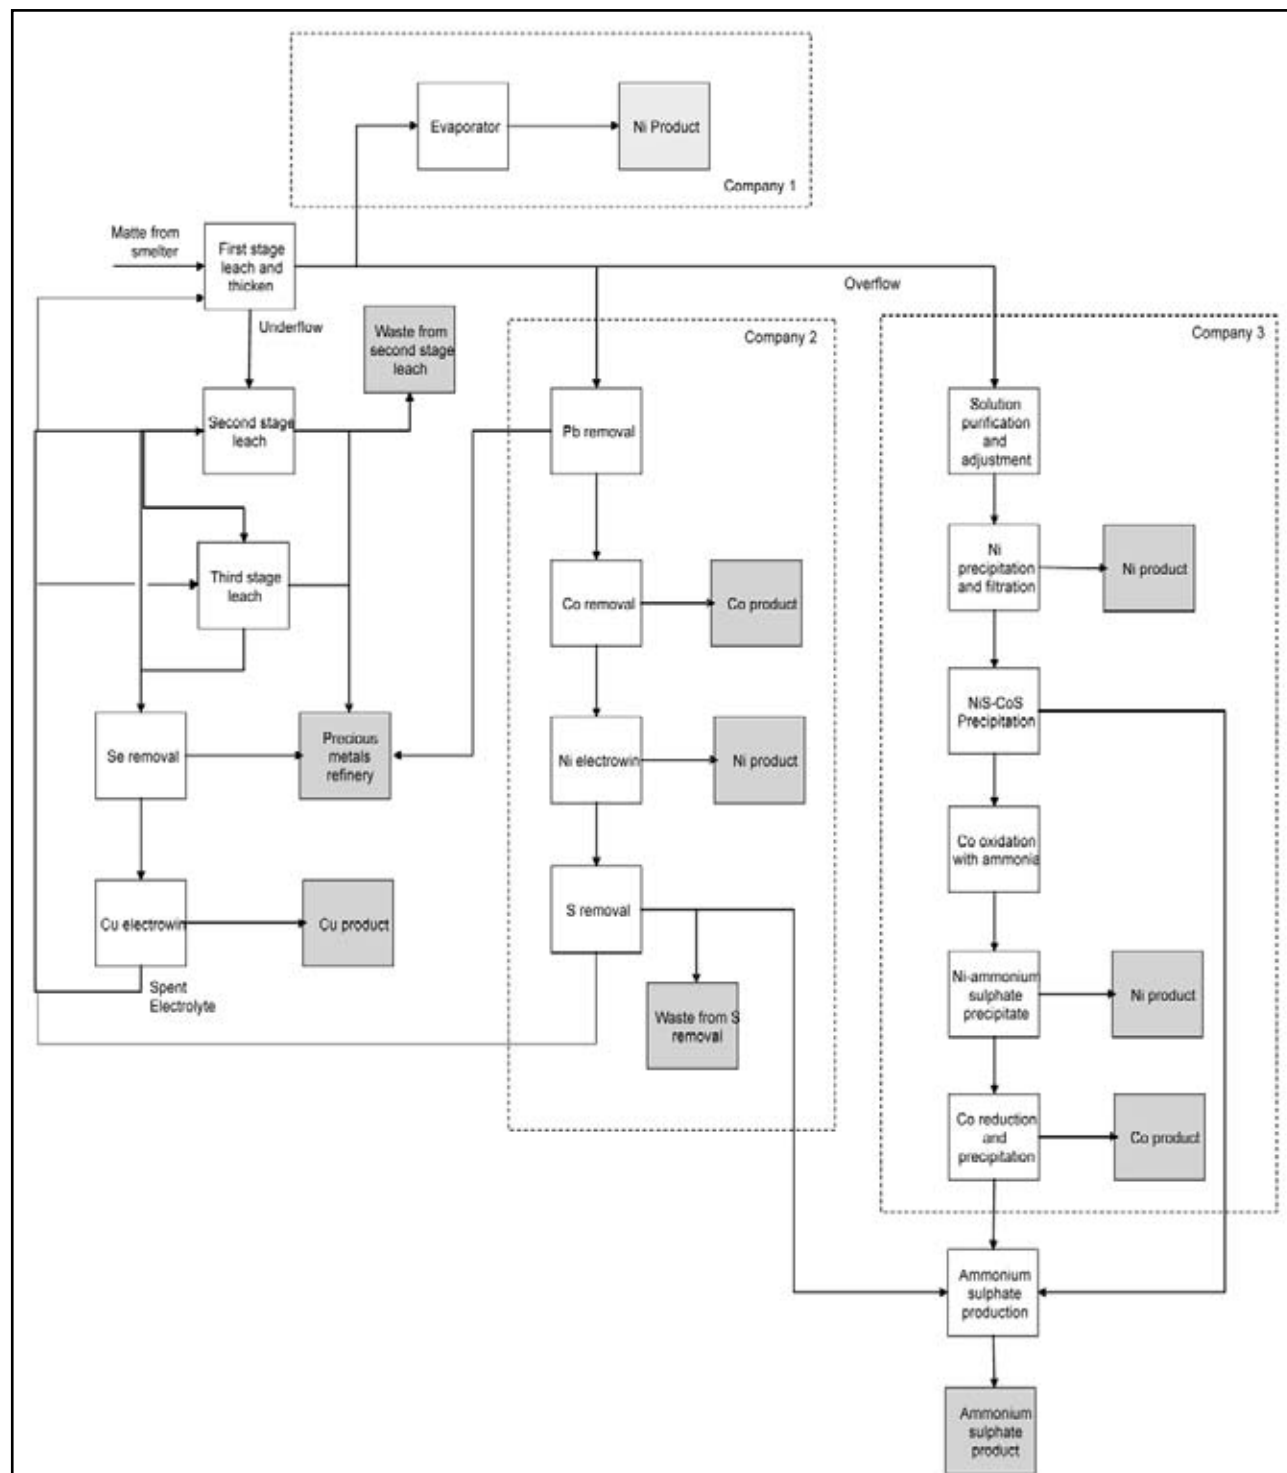 Evaporator
Ni Product
Company 1
Matte from
smelter
First stage
leach and
thicken
Overflow
Underflow
Waste from
second stage
leach
Company 2
Company 3
Second stage
leach
Pb removal
Solution
purification
and
adjustment
Ni
precipitation
and filtration
Ni product
Third stage
leach
Co removal
Co product
NiS-CoS
Precipitation
Se removal
Precious
metals
refinery
Ni electrowin
Ni product
Co oxidation
with ammonia
Cu electrowin
Cu product
S removal
Spent
Electrolyte
Waste from S
removal
Ni-ammonium
sulphate
precipitate
Ni product
Co reduction
and
precipitation
Co product
Ammonium
sulphate
production
Ammonium
sulphate
product